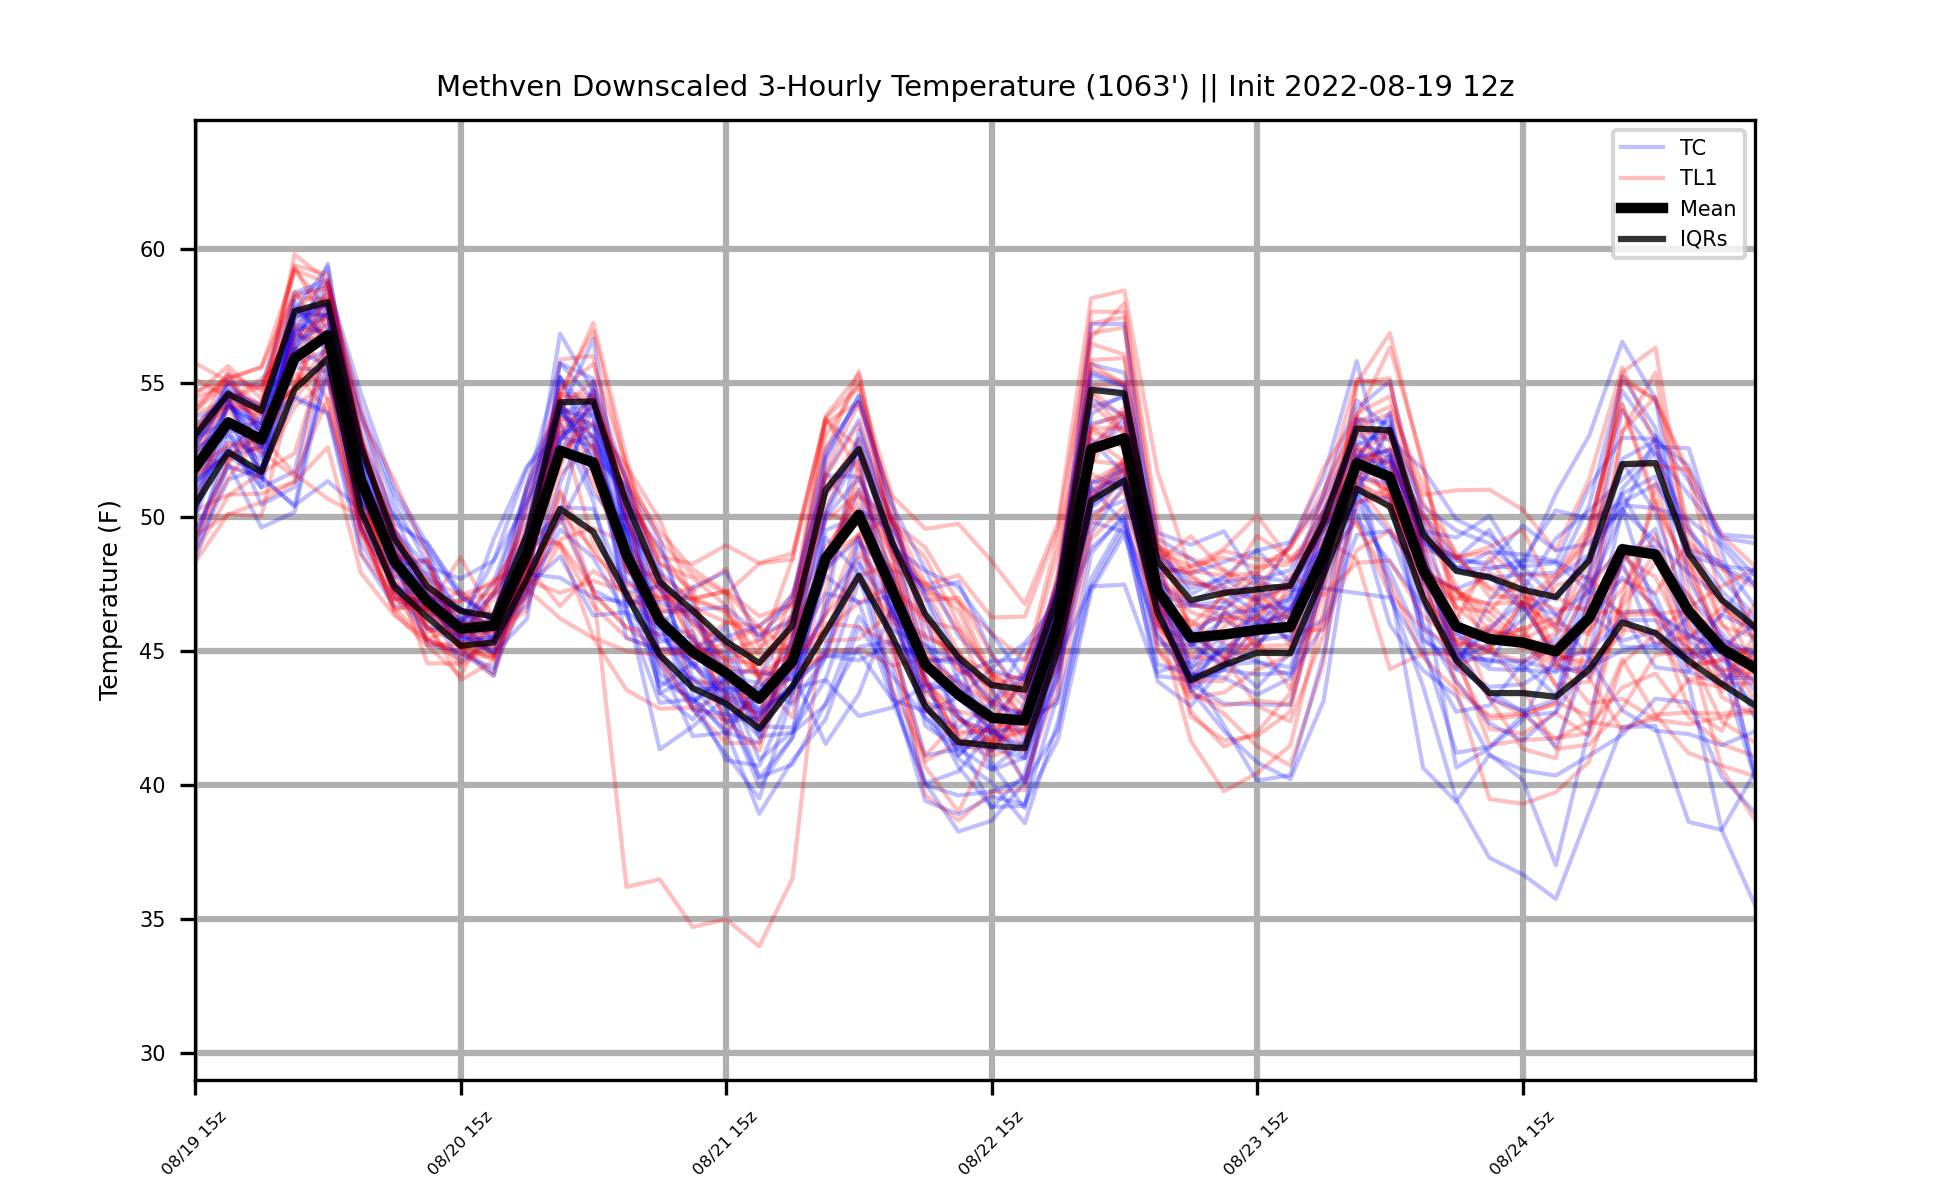 Methven Downscaled 3-Hourly Temperature (1063') || Init 2022-08-19 12z
TC
TL1
Mean
IQRs
Temperature (F)
60
55
50
45
40
35
30
08/19 15z
08/20 15z
08/21 15z
08/22 15z
08/23 15z
08/24 15z